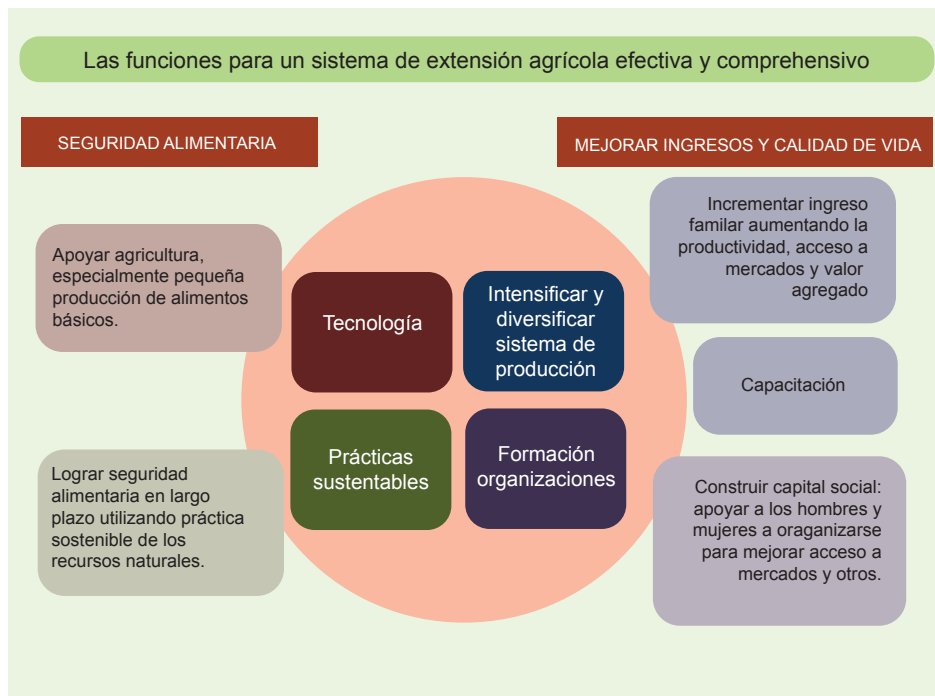 Las funciones para un sistema de extensión agrícola efectiva y comprehensivo
SEGURIDAD ALIMENTARIA
MEJORAR INGRESOS Y CALIDAD DE VIDA
Apoyar agricultura,
especialmente pequeña
producción de alimentos
básicos.
Lograr seguridad
alimentaria en largo
plazo utilizando práctica
sostenible de los
recursos naturales.
Tecnología
Intensificar y
diversificar
sistema de
producción
Prácticas
sustentables
Formación
organizaciones
Incrementar ingreso
familar aumentando la
productividad, acceso a
mercados y valor
agregado
Capacitación
Construir capital social:
apoyar a los hombres y
mujeres a oraganizarse
para mejorar acceso a
mercados y otros.